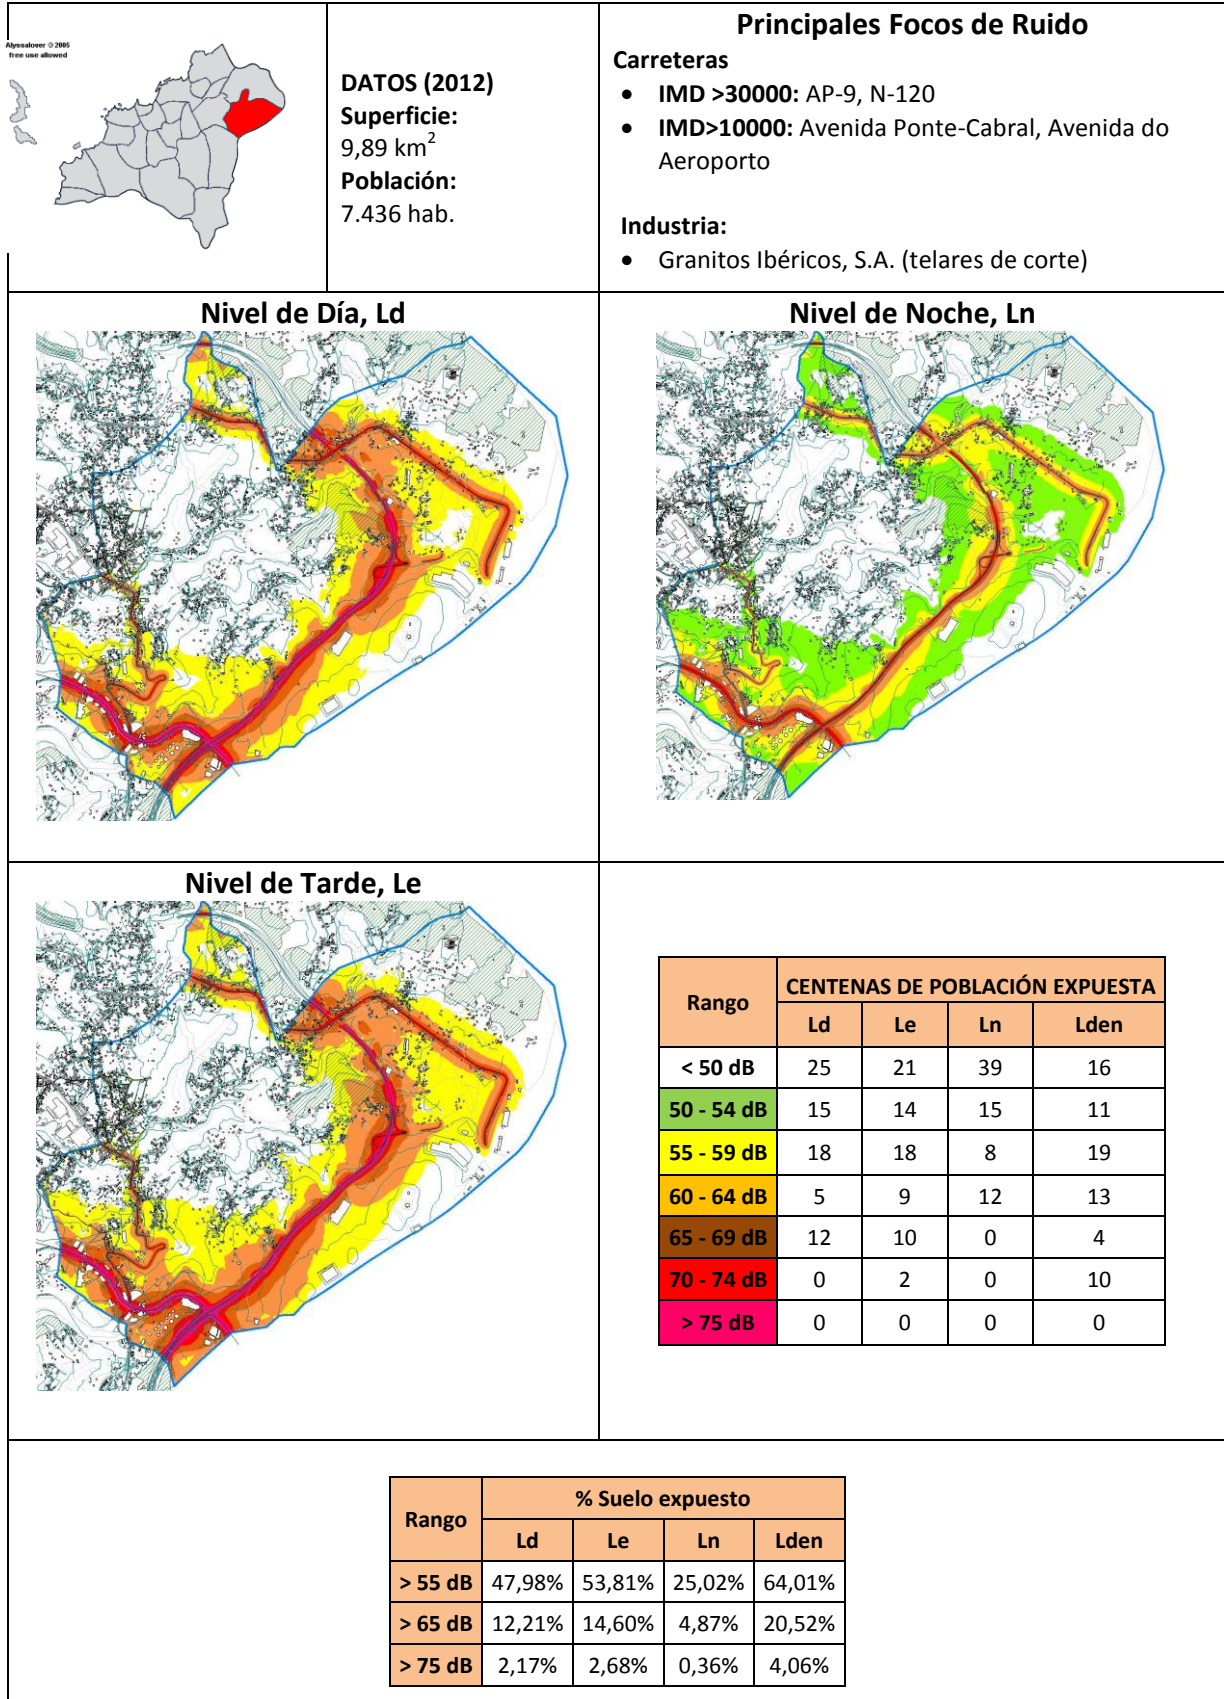 Alyssalover © 2005
free use allowed
DATOS (2012)
Superficie:
9,89 km²
Población:
7.436 hab.
Principales Focos de Ruido
Carreteras
• IMD >30000: AP-9, N-120
• IMD>10000: Avenida Ponte-Cabral, Avenida do
Aeroporto
Industria:
• Granitos Ibéricos, S.A. (telares de corte)
Nivel de Día, Ld
Nivel de Noche, Ln
Nivel de Tarde, Le
Rango CENTENAS DE POBLACIÓN EXPUESTA
Ld Le Ln Lden
< 50 dB 25 21 39 16
50 - 54 dB 15 14 15 11
55 - 59 dB 18 18 8 19
60 - 64 dB 5 9 12 13
65 - 69 dB 12 10 0 4
70 - 74 dB 0 2 0 10
> 75 dB 0 0 0 0
Rango % Suelo expuesto
Ld Le Ln Lden
> 55 dB 47,98% 53,81% 25,02% 64,01%
> 65 dB 12,21% 14,60% 4,87% 20,52%
> 75 dB 2,17% 2,68% 0,36% 4,06%